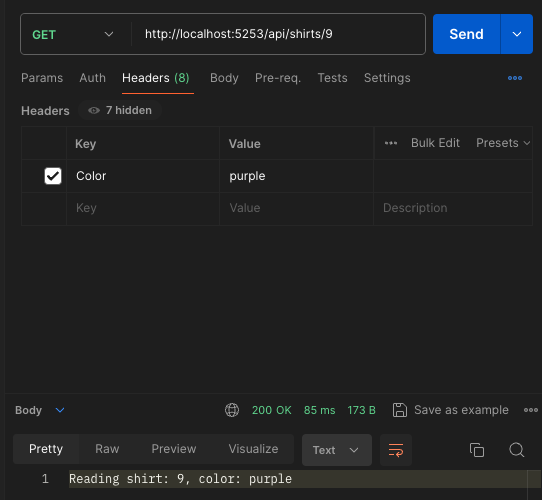 GET http://localhost:5253/api/shirts/9 Send
Params Auth Headers (8) Body Pre-req. Tests Settings
Headers 7 hidden
Key Value Bulk Edit Presets
Color purple
Key Value Description
Body 200 OK 85 ms 173 B Save as example
Pretty Raw Preview Visualize Text
1 Reading shirt: 9, color: purple